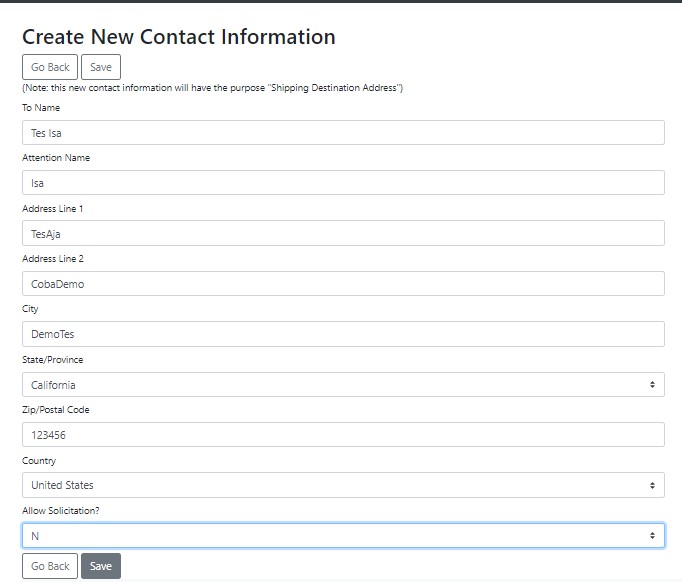 Create New Contact Information
Go Back Save
(Note: this new contact information will have the purpose "Shipping Destination Address")
To Name
Tes Isa
Attention Name
Isa
Address Line 1
TesAja
Address Line 2
CobaDemo
City
DemoTes
State/Province
California
Zip/Postal Code
123456
Country
United States
Allow Solicitation?
N
Go Back Save